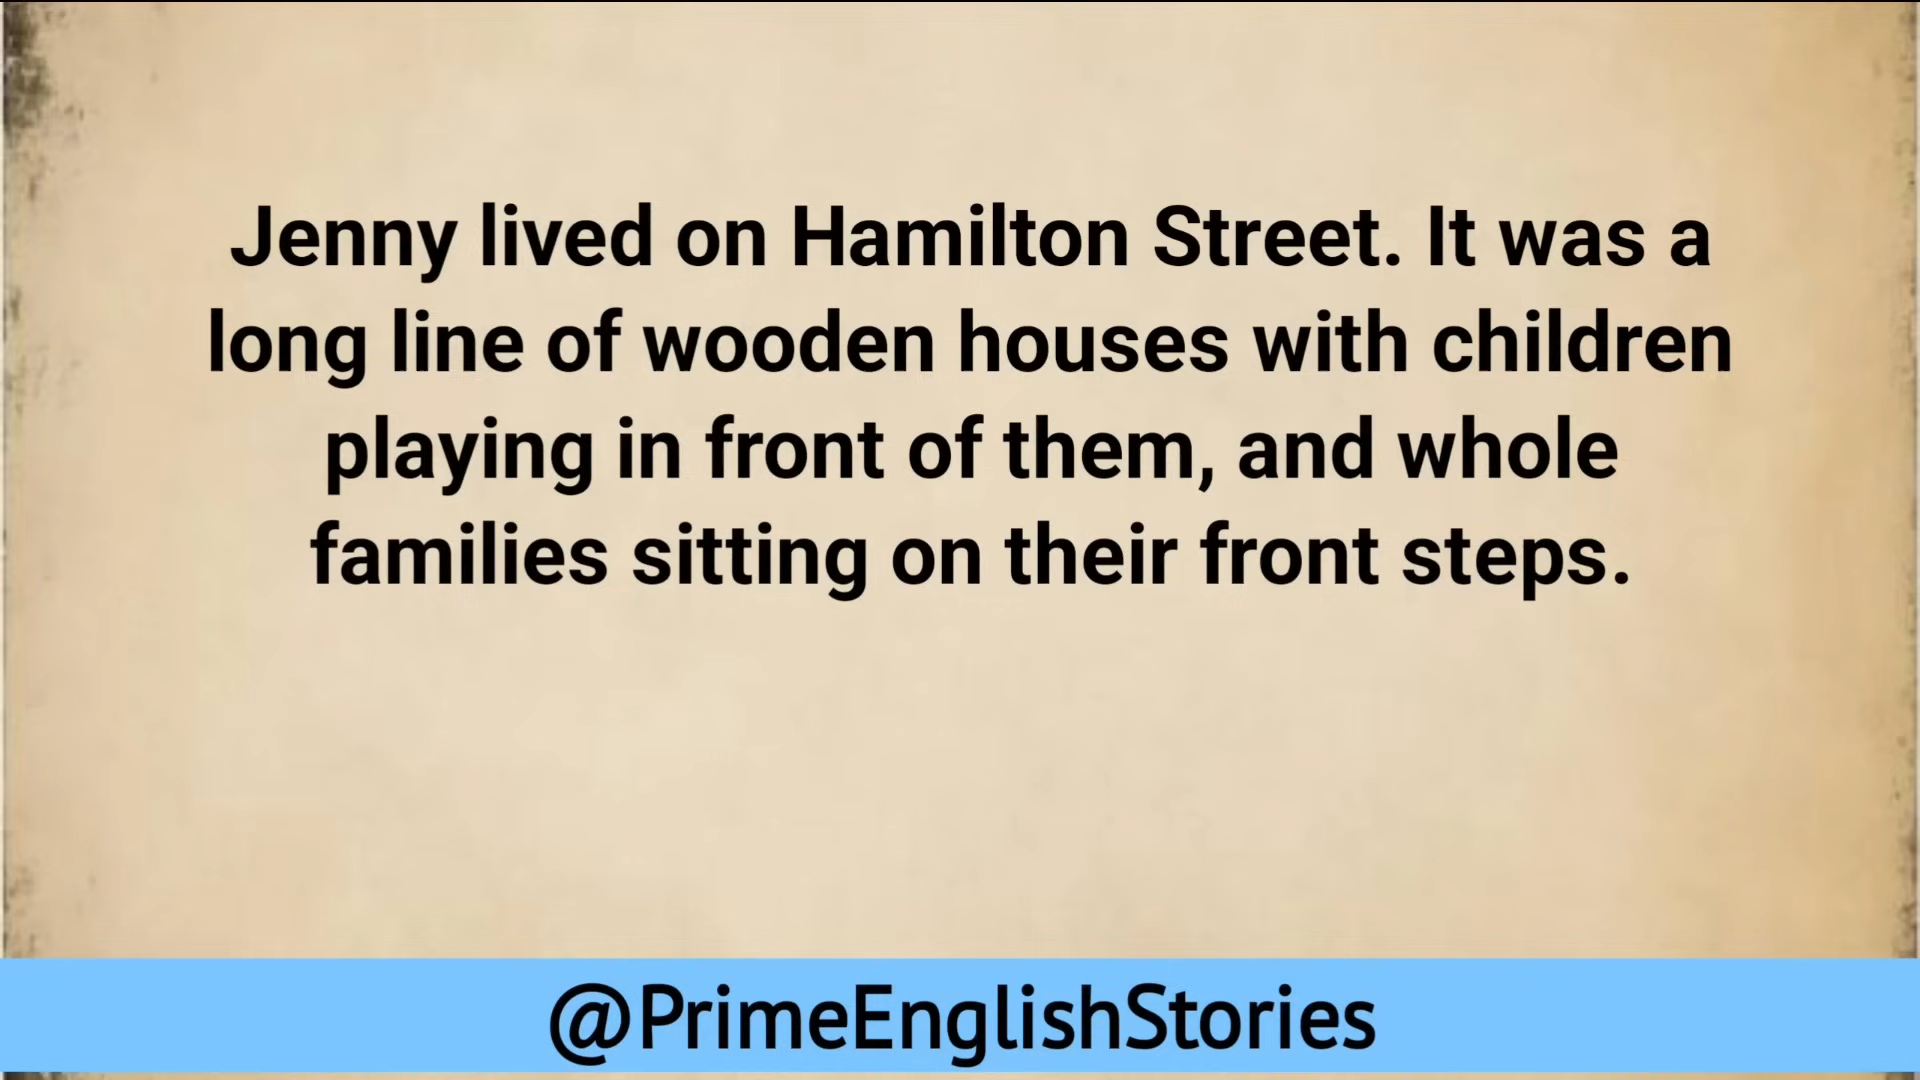 Jenny lived on Hamilton Street. It was a
long line of wooden houses with children
playing in front of them, and whole
families sitting on their front steps.
@PrimeEnglishStories